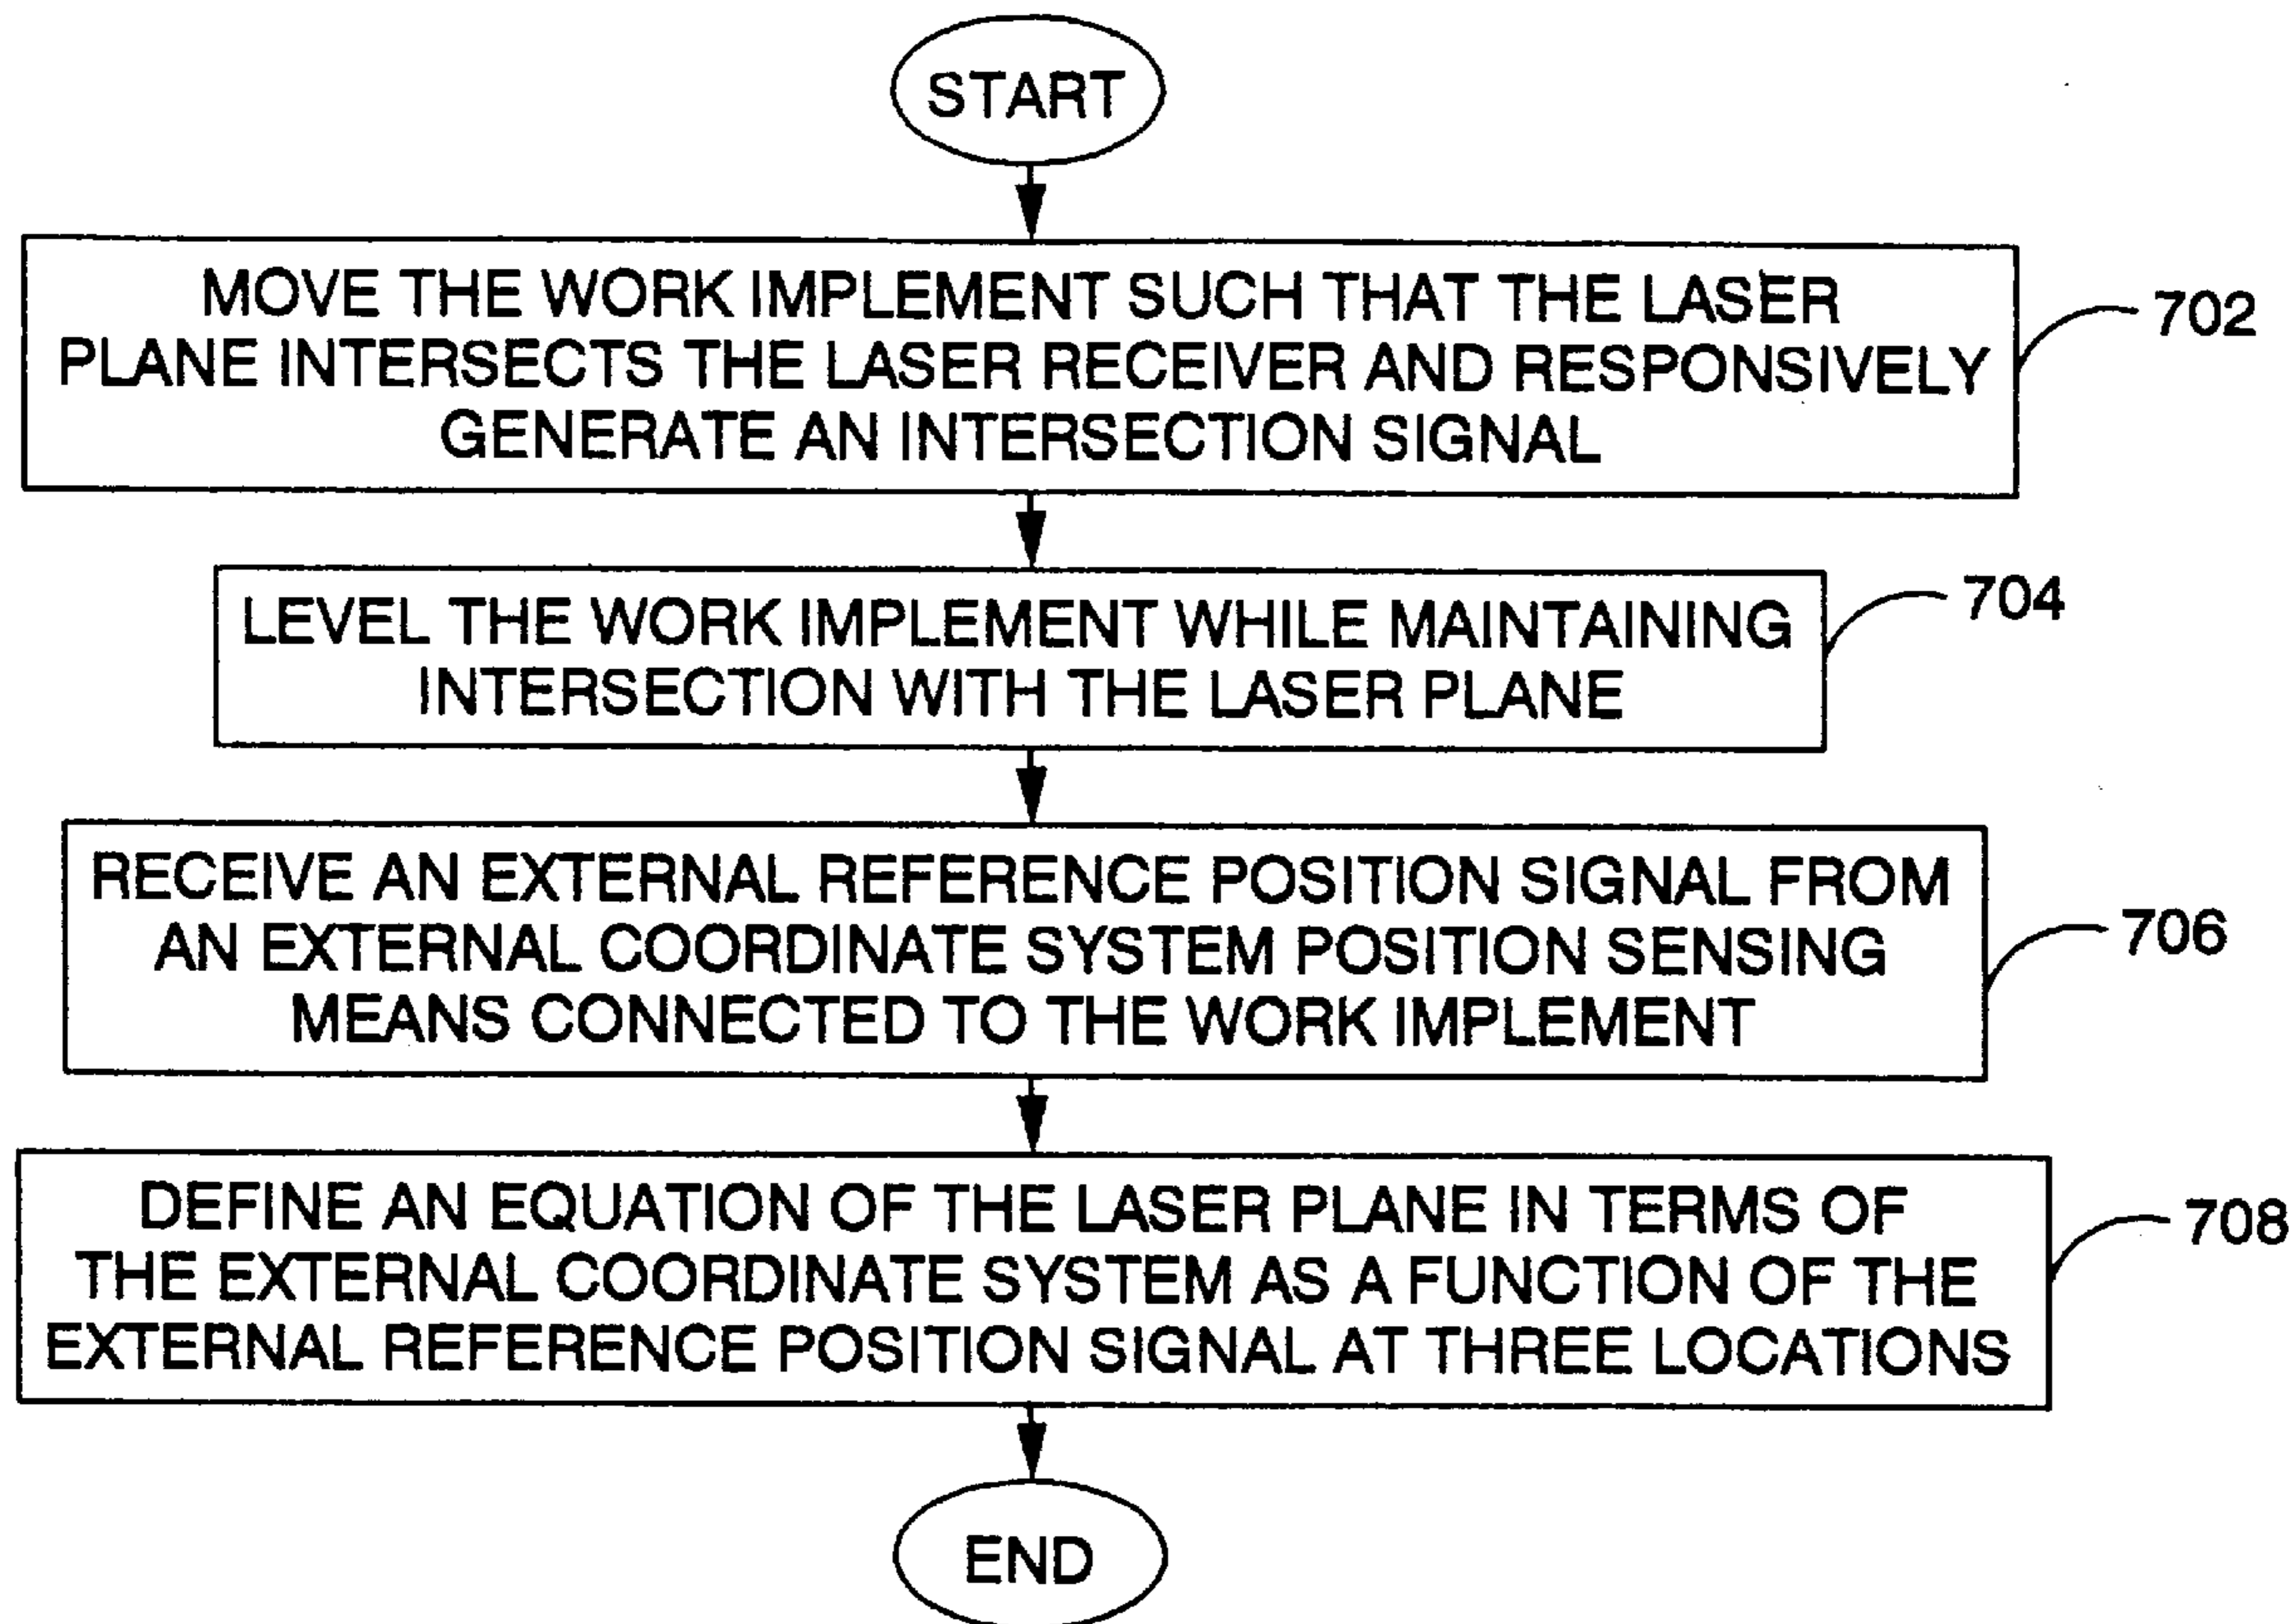 START
MOVE THE WORK IMPLEMENT SUCH THAT THE LASER
PLANE INTERSECTS THE LASER RECEIVER AND RESPONSIVELY
GENERATE AN INTERSECTION SIGNAL
702
LEVEL THE WORK IMPLEMENT WHILE MAINTAINING
INTERSECTION WITH THE LASER PLANE
704
RECEIVE AN EXTERNAL REFERENCE POSITION SIGNAL FROM
AN EXTERNAL COORDINATE SYSTEM POSITION SENSING
MEANS CONNECTED TO THE WORK IMPLEMENT
706
DEFINE AN EQUATION OF THE LASER PLANE IN TERMS OF
THE EXTERNAL COORDINATE SYSTEM AS A FUNCTION OF THE
EXTERNAL REFERENCE POSITION SIGNAL AT THREE LOCATIONS
708
END